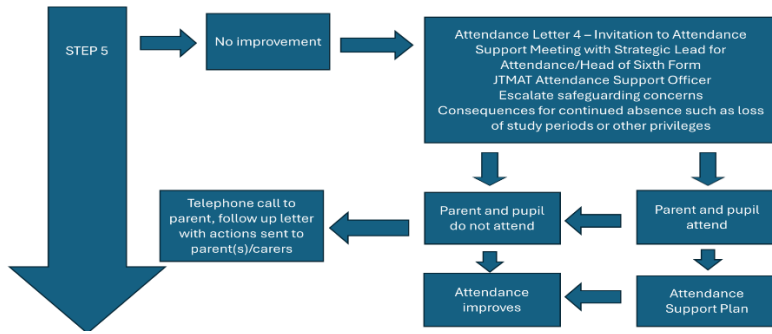 STEP 5
No improvement
Attendance Letter 4 – Invitation to Attendance
Support Meeting with Strategic Lead for
Attendance/Head of Sixth Form
JTMAT Attendance Support Officer
Escalate safeguarding concerns
Consequences for continued absence such as loss
of study periods or other privileges
Telephone call to
parent, follow up letter
with actions sent to
parent(s)/carers
Parent and pupil
do not attend
Parent and pupil
attend
Attendance
improves
Attendance
Support Plan